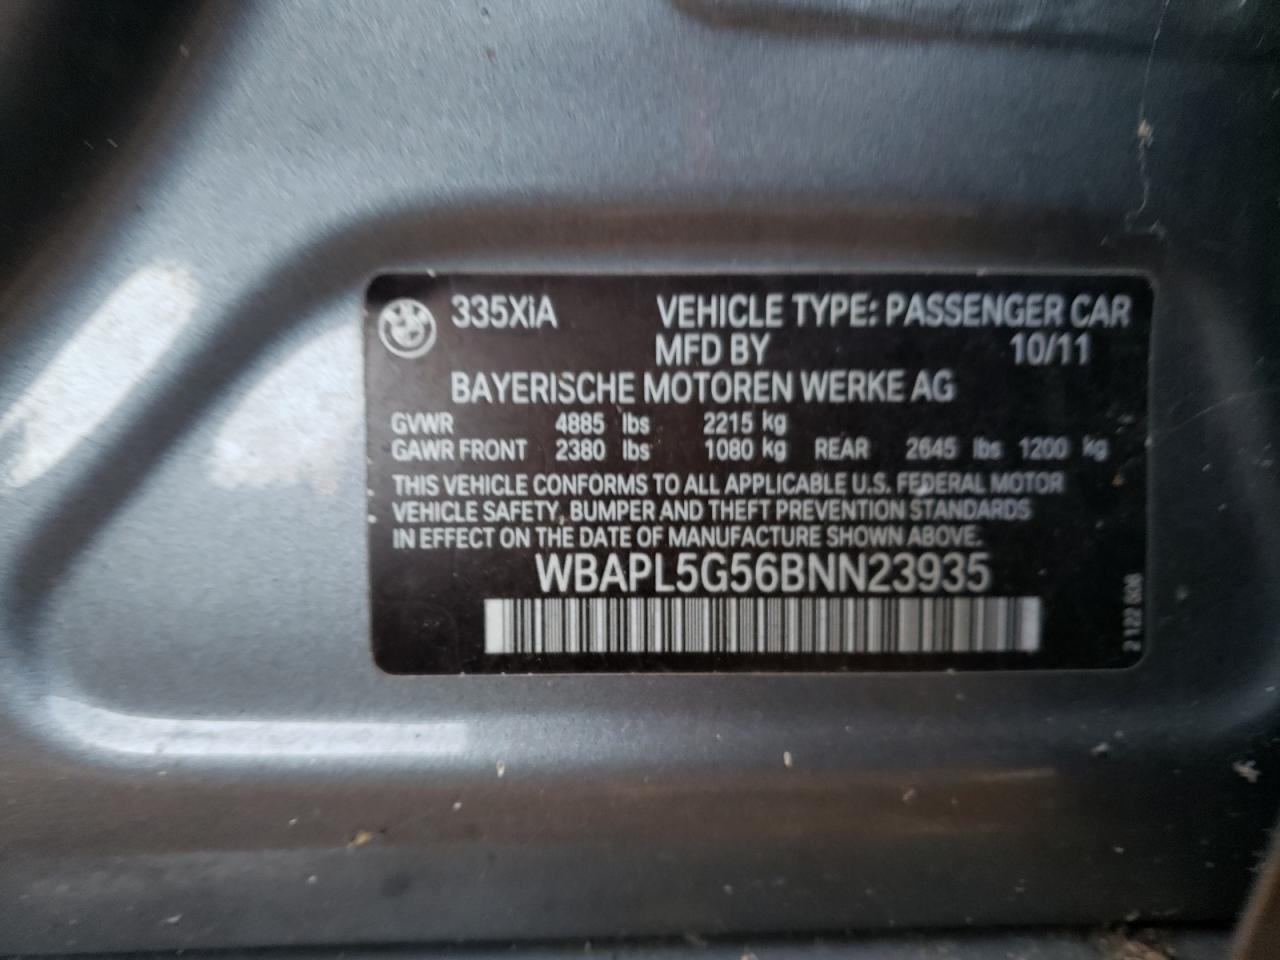 335XiA VEHICLE TYPE: PASSENGER CAR
MFD BY 10/11
BAYERISCHE MOTOREN WERKE AG
GVWR 4885 lbs 2215 kg
GAWR FRONT 2380 lbs 1080 kg REAR 2645 lbs 1200 kg
THIS VEHICLE CONFORMS TO ALL APPLICABLE U.S. FEDERAL MOTOR
VEHICLE SAFETY, BUMPER AND THEFT PREVENTION STANDARDS
IN EFFECT ON THE DATE OF MANUFACTURE SHOWN ABOVE.
WBAPL5G56BNN23935
2 122 606